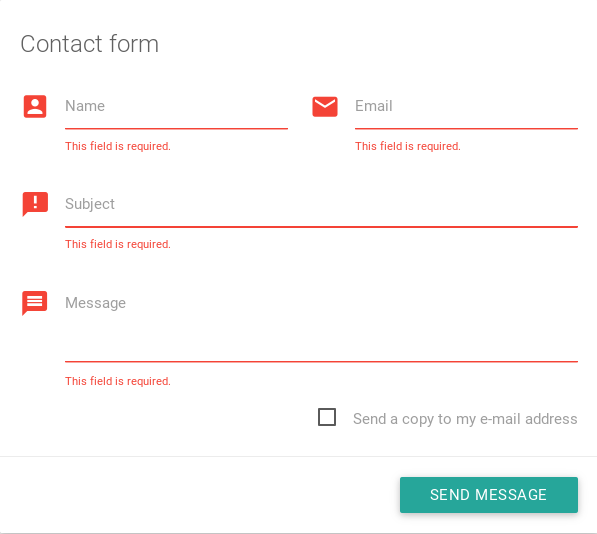 Contact form
Name
Email
This field is required.
This field is required.
Subject
This field is required.
Message
This field is required.
Send a copy to my e-mail address
SEND MESSAGE